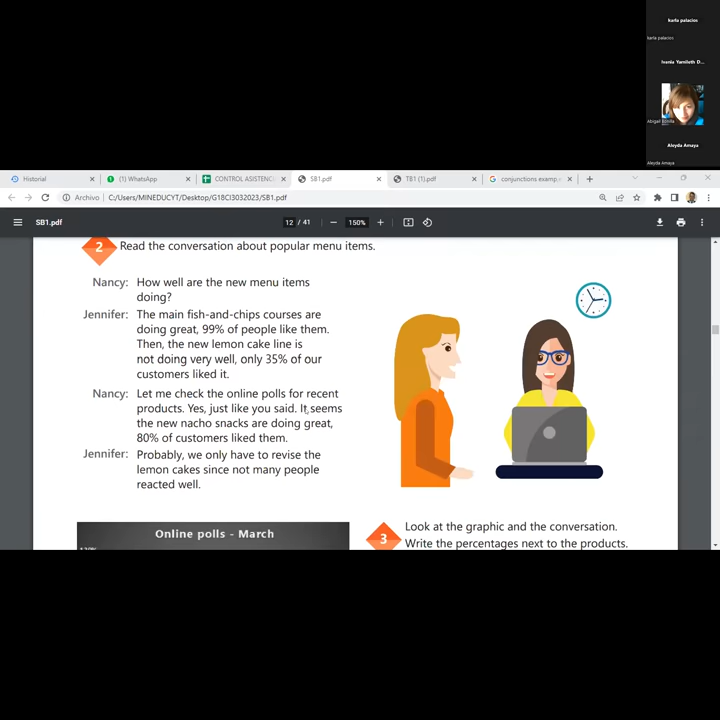 karla palacios
karla palacios
Ivenia Yamileth D...
Aleyda Amaya
Aleyda Amaya
Historial
(1) WhatsApp
CONTROL ASISTENC
SB1.pdf
TB1 (1).pdf
conjunctions examp
Archivo
C:/Users/MINEDUCYT/Desktop/G18CI3032023/SB1.pdf
SB1.pdf
12 / 41
150%
2 Read the conversation about popular menu items.
Nancy: How well are the new menu items
doing?
Jennifer: The main fish-and-chips courses are
doing great, 99% of people like them.
Then, the new lemon cake line is
not doing very well, only 35% of our
customers liked it.
Nancy: Let me check the online polls for recent
products. Yes, just like you said. It seems
the new nacho snacks are doing great,
80% of customers liked them.
Jennifer: Probably, we only have to revise the
lemon cakes since not many people
reacted well.
Online polls - March
3 Look at the graphic and the conversation.
Write the percentages next to the products.